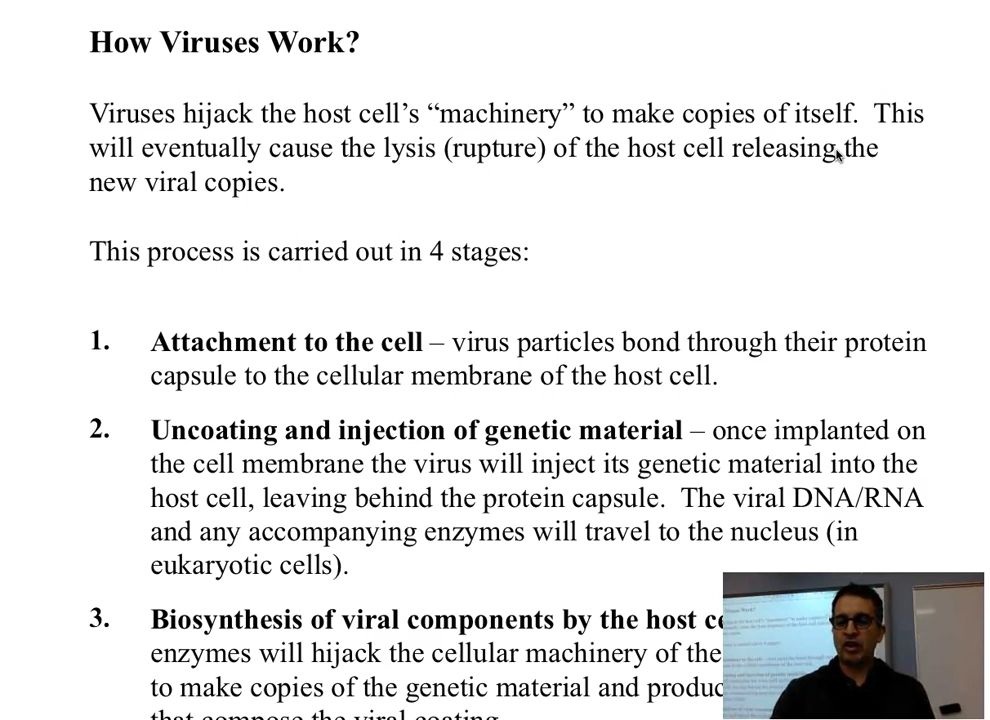 How Viruses Work?
Viruses hijack the host cell’s “machinery” to make copies of itself.  This
will eventually cause the lysis (rupture) of the host cell releasing the
new viral copies.
This process is carried out in 4 stages:
1. Attachment to the cell – virus particles bond through their protein
capsule to the cellular membrane of the host cell.
2. Uncoating and injection of genetic material – once implanted on
the cell membrane the virus will inject its genetic material into the
host cell, leaving behind the protein capsule.  The viral DNA/RNA
and any accompanying enzymes will travel to the nucleus (in
eukaryotic cells).
3. Biosynthesis of viral components by the host
enzymes will hijack the cellular machinery of the
to make copies of the genetic material and
that compose the viral coating.